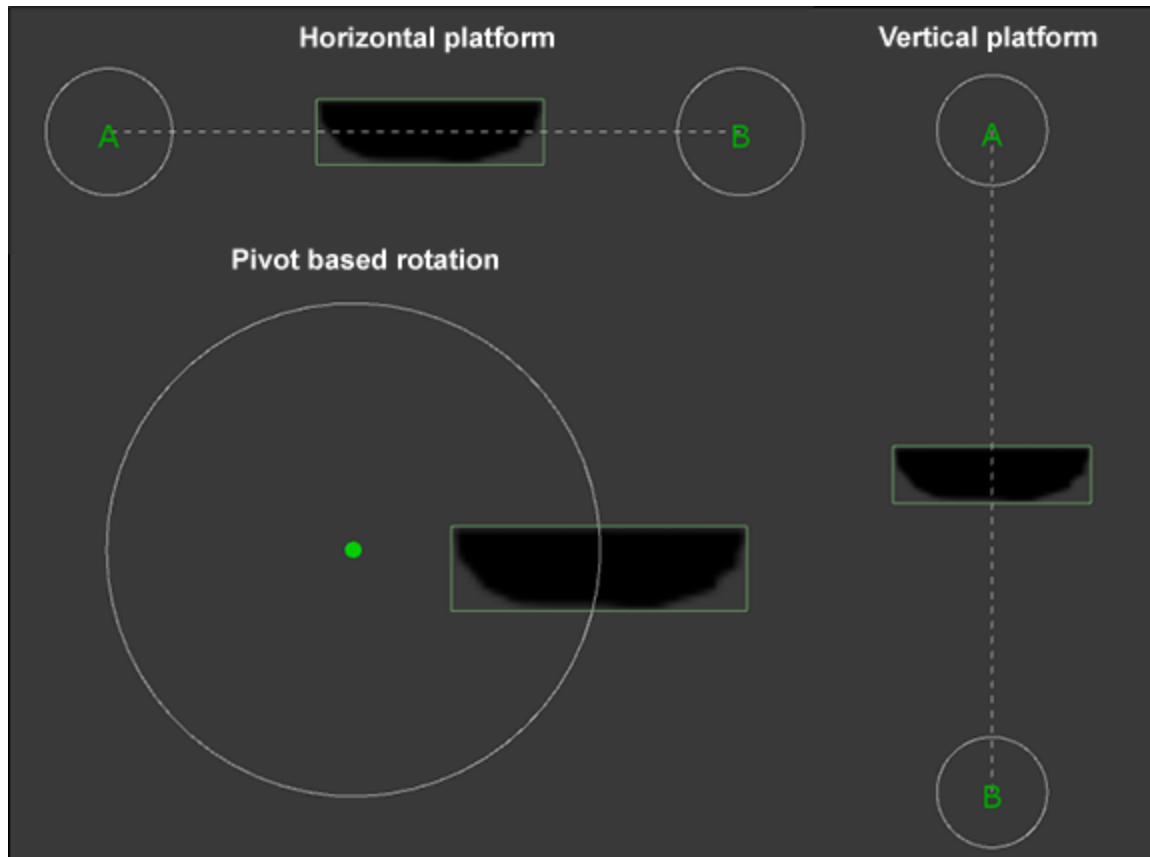 Horizontal platform
Vertical platform
A
B
A
Pivot based rotation
B